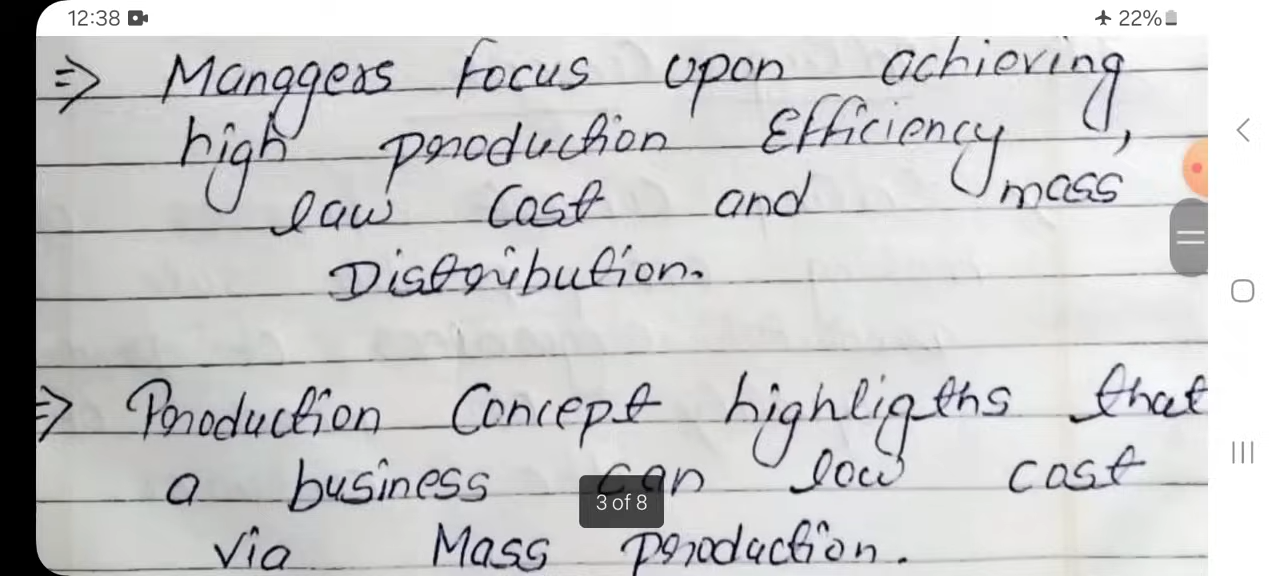 12:38
22%
⇒ Managers focus upon achieving
high production Efficiency,
law Cost and mass
Distribution.
⇒ Production Concept highligths that
a business can low cost
3 of 8
via Mass production.